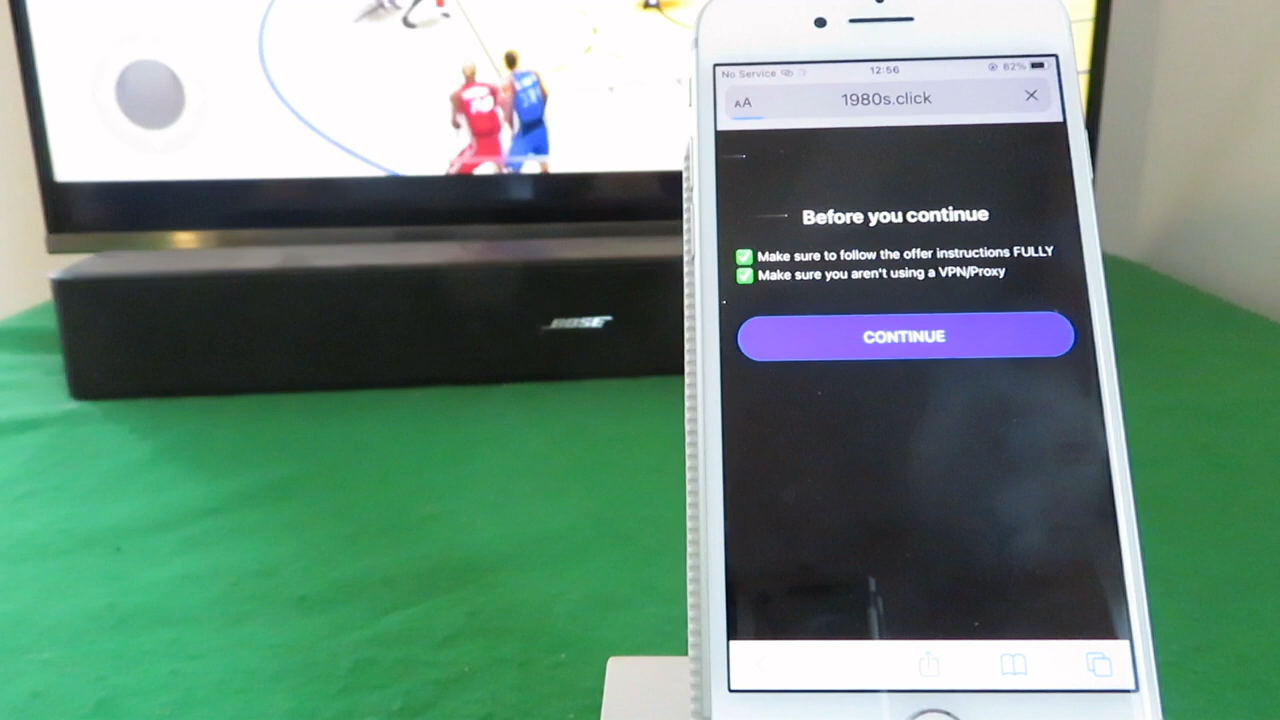 BOSE
No Service 12:56 62%
AA 1980s.click
Before you continue
✅ Make sure to follow the offer instructions FULLY
✅ Make sure you aren't using a VPN/Proxy
CONTINUE